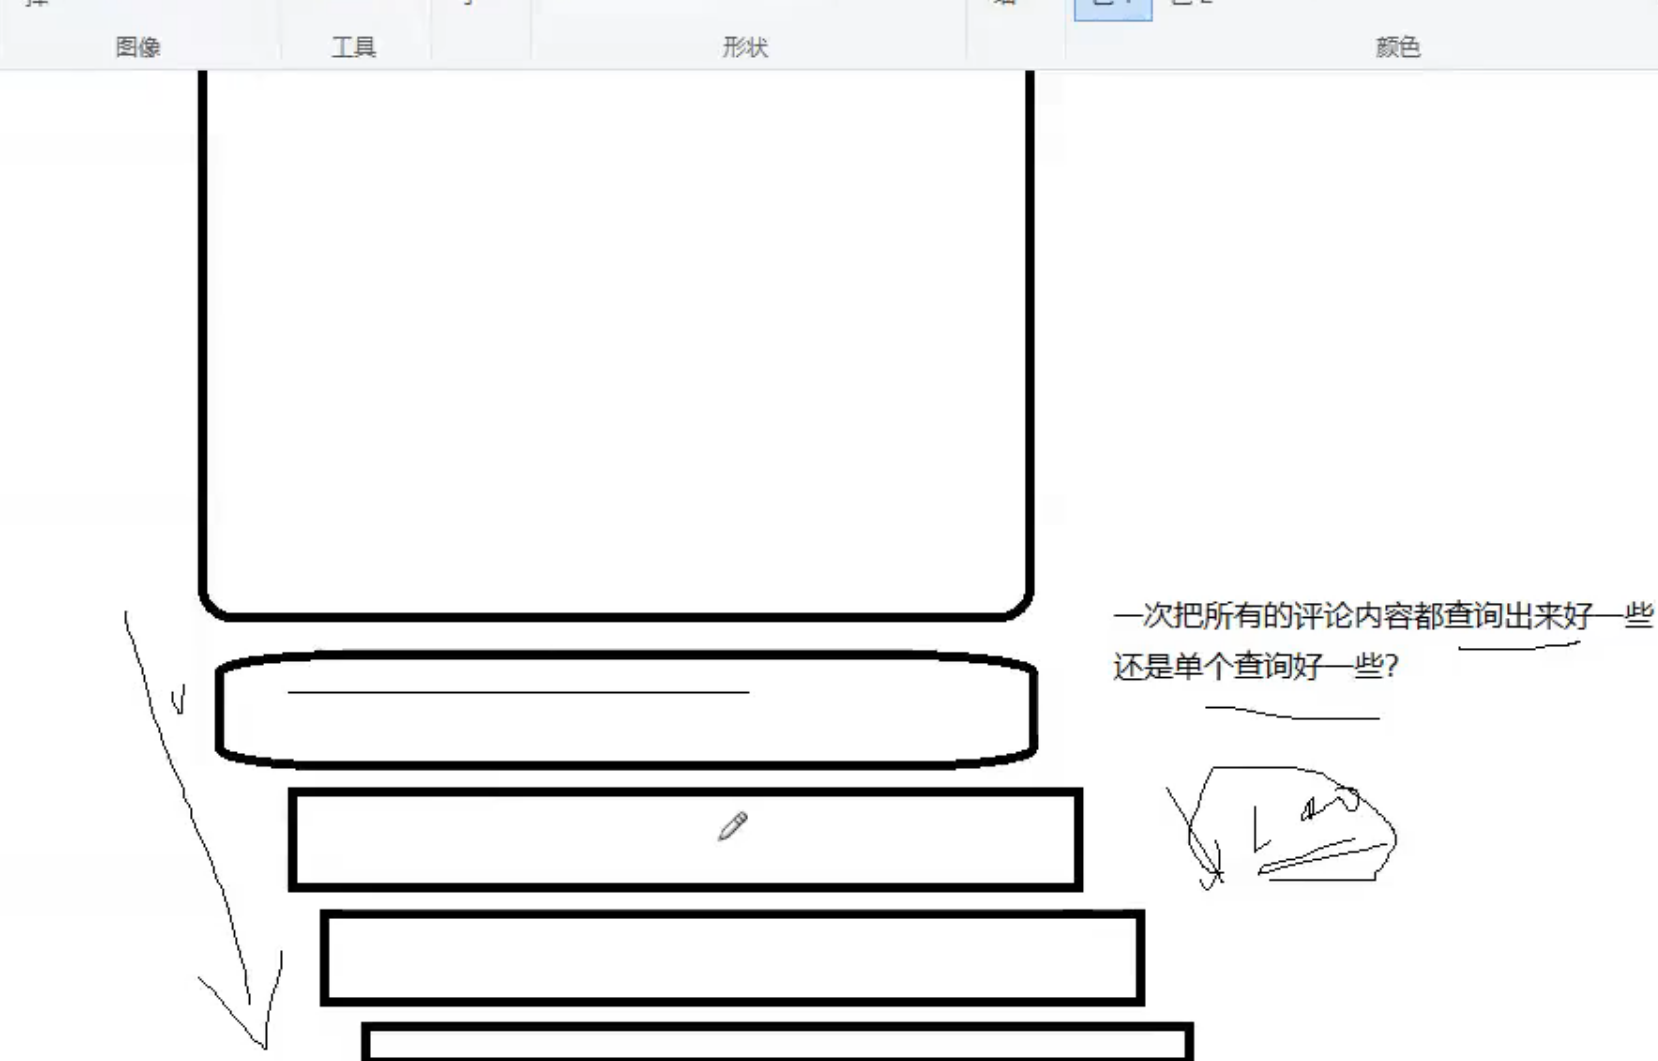 图像 工具 形状 颜色
一次把所有的评论内容都查询出来好一些
还是单个查询好一些?